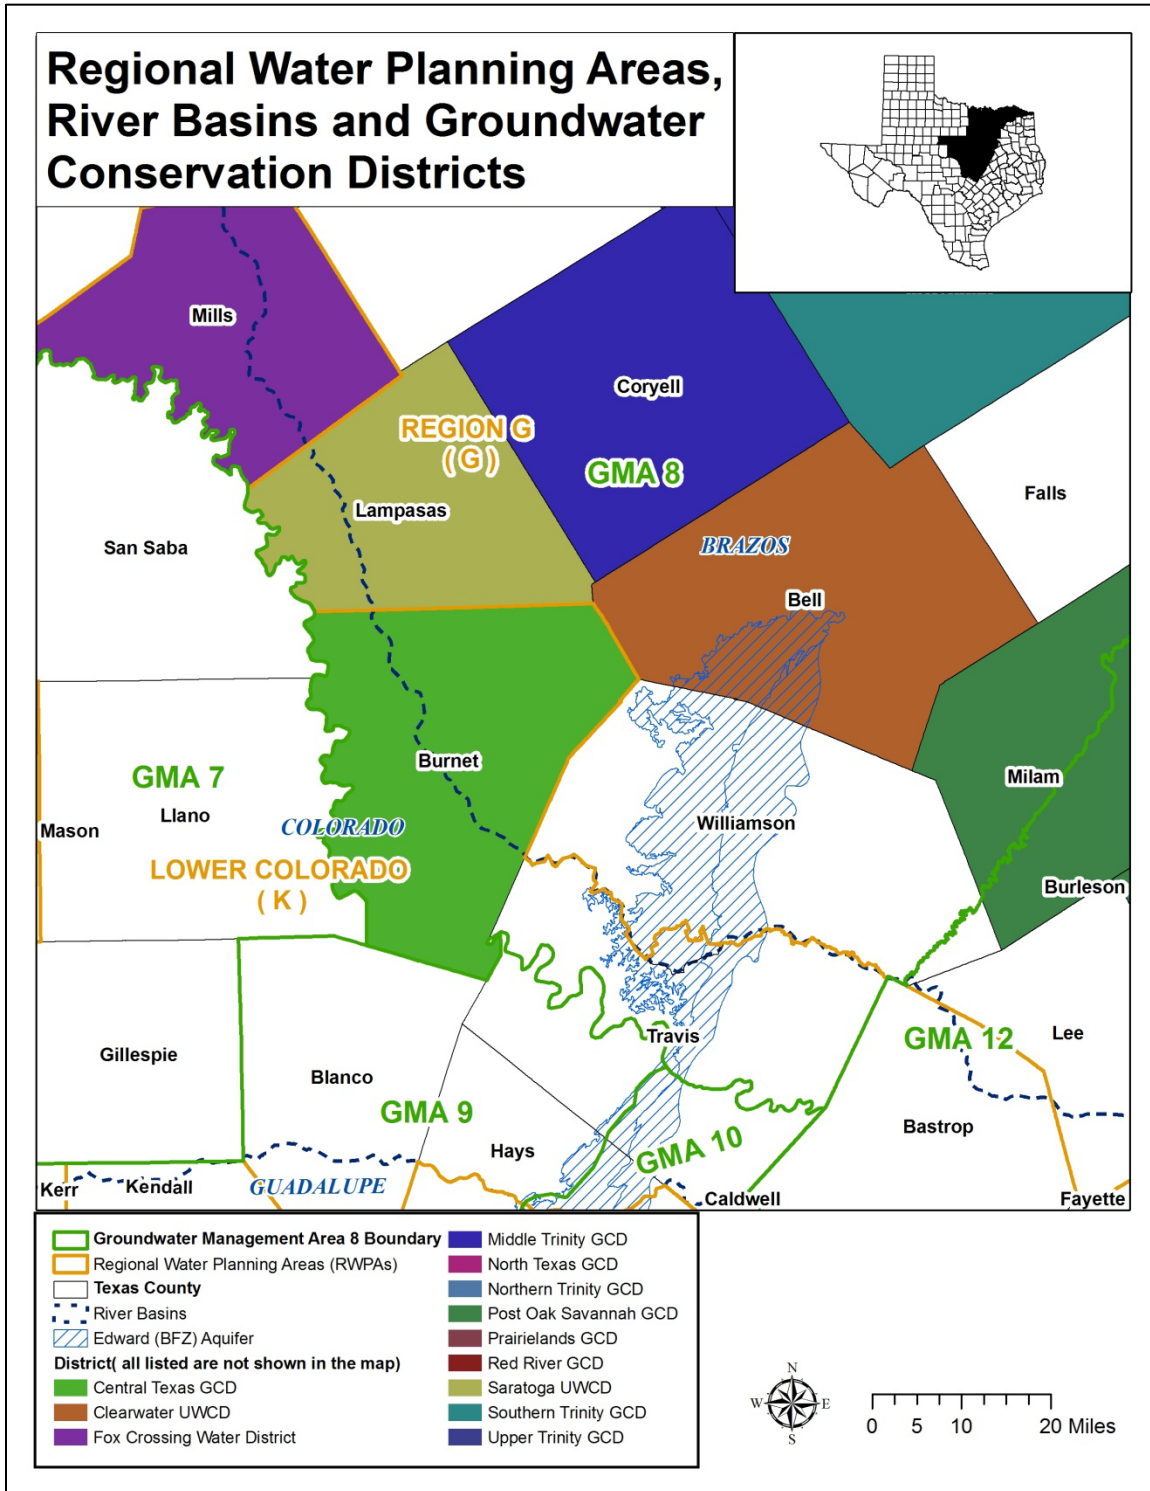 Regional Water Planning Areas,
River Basins and Groundwater
Conservation Districts
Mills
Coryell
REGION G
( G )
GMA 8
Falls
Lampasas
San Saba
BRAZOS
Bell
Burnet
GMA 7
Milam
Llano
Mason
COLORADO
Williamson
LOWER COLORADO
( K )
Burleson
Travis
GMA 12
Lee
Gillespie
Blanco
GMA 9
Bastrop
Hays
GMA 10
Kerr
Kendall
GUADALUPE
Caldwell
Fayette
Groundwater Management Area 8 Boundary
Regional Water Planning Areas (RWPAs)
Texas County
River Basins
Edward (BFZ) Aquifer
District( all listed are not shown in the map)
Central Texas GCD
Clearwater UWCD
Fox Crossing Water District
Middle Trinity GCD
North Texas GCD
Northern Trinity GCD
Post Oak Savannah GCD
Prairielands GCD
Red River GCD
Saratoga UWCD
Southern Trinity GCD
Upper Trinity GCD
N
W E
S
0 5 10 20 Miles